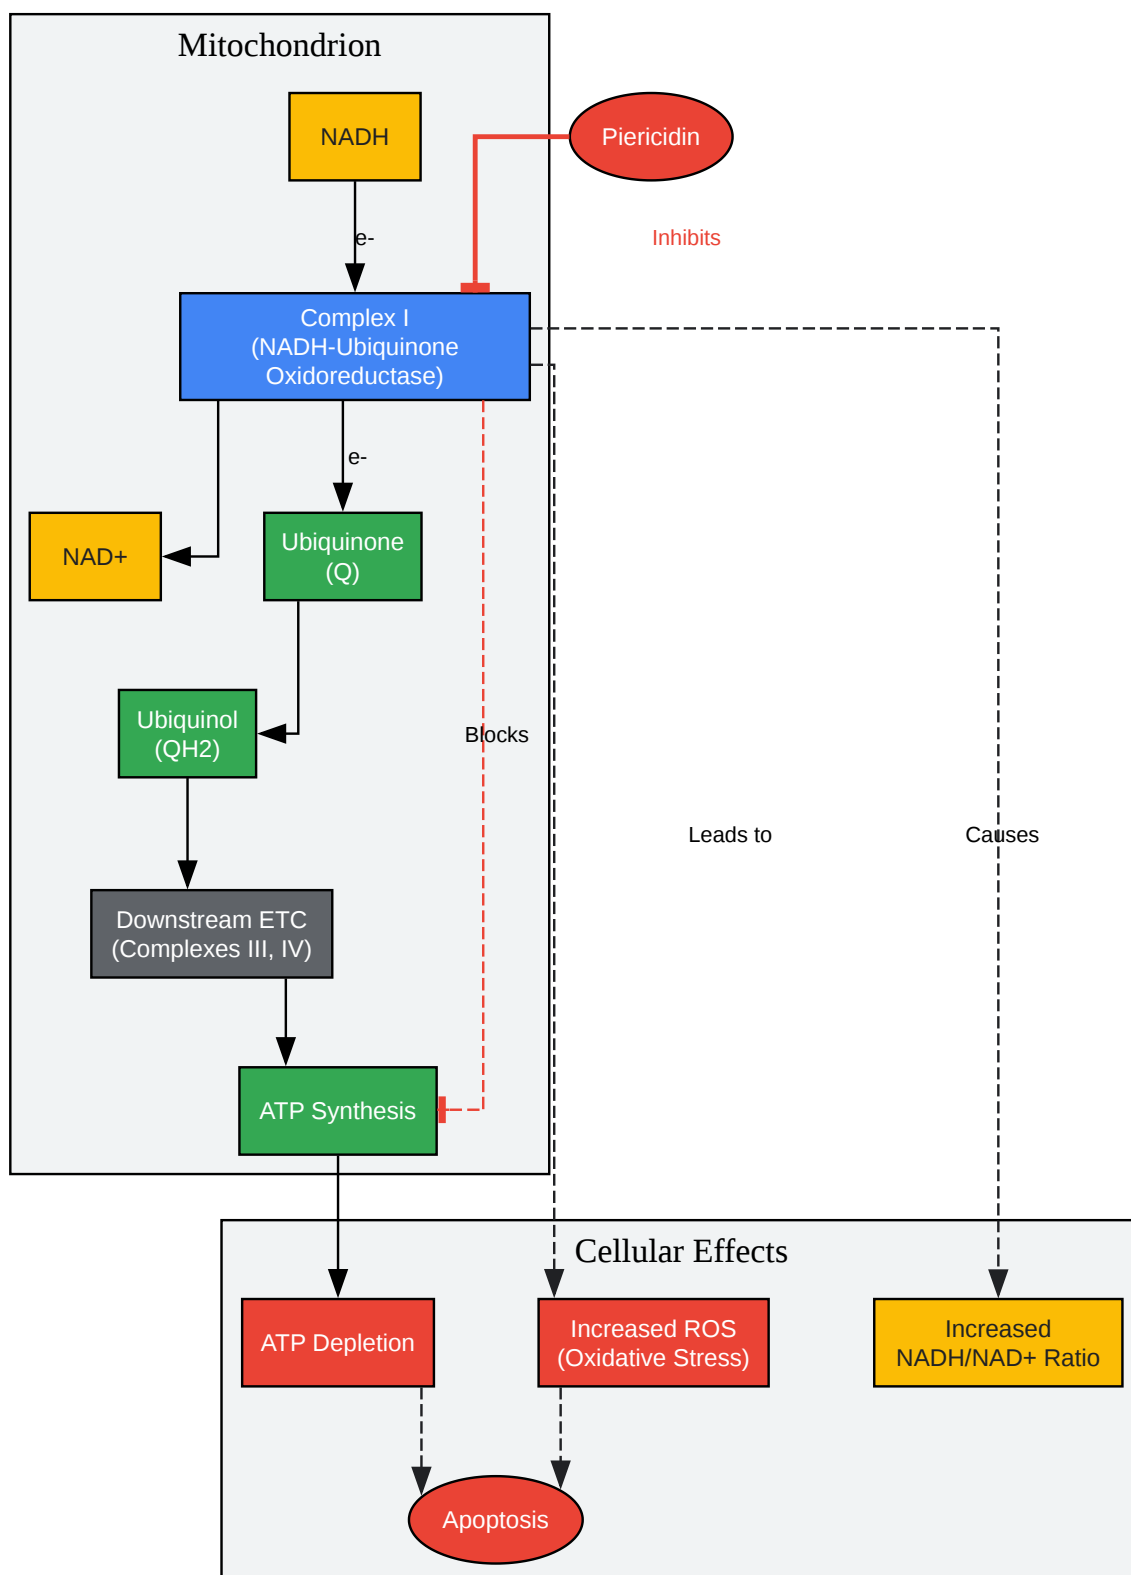 Mitochondrion
NADH
Piericidin
e-
Inhibits
Complex I
(NADH-Ubiquinone
Oxidoreductase)
e-
NAD+
Ubiquinone
(Q)
Ubiquinol
(QH2)
Blocks
Leads to
Causes
Downstream ETC
(Complexes III, IV)
ATP Synthesis
Cellular Effects
ATP Depletion
Increased ROS
(Oxidative Stress)
Increased
NADH/NAD+ Ratio
Apoptosis